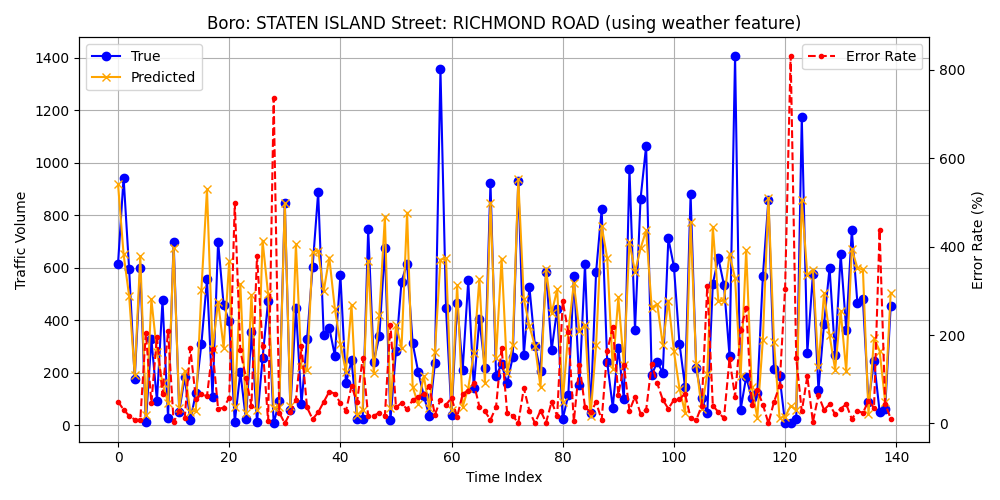 Boro: STATEN ISLAND Street: RICHMOND ROAD (using weather feature)
True
Predicted
Error Rate
Traffic Volume
1400
1200
1000
800
600
400
200
0
800
600
400
200
0
Error Rate (%)
0 20 40 60 80 100 120 140
Time Index